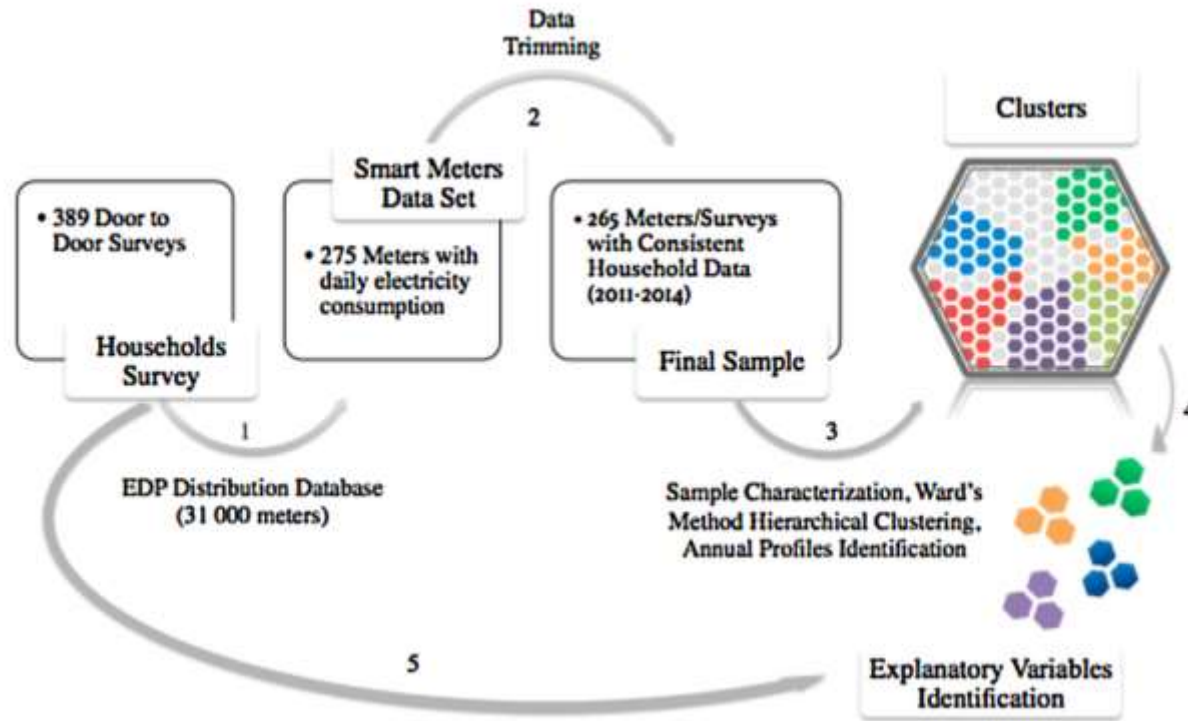 Data
Trimming
2
Clusters
Smart Meters
Data Set
• 389 Door to
Door Surveys
• 275 Meters with
daily electricity
consumption
• 265 Meters/Surveys
with Consistent
Household Data
(2011-2014)
Households
Survey
Final Sample
1
3
4
EDP Distribution Database
(31 000 meters)
Sample Characterization, Ward's
Method Hierarchical Clustering,
Annual Profiles Identification
5
Explanatory Variables
Identification